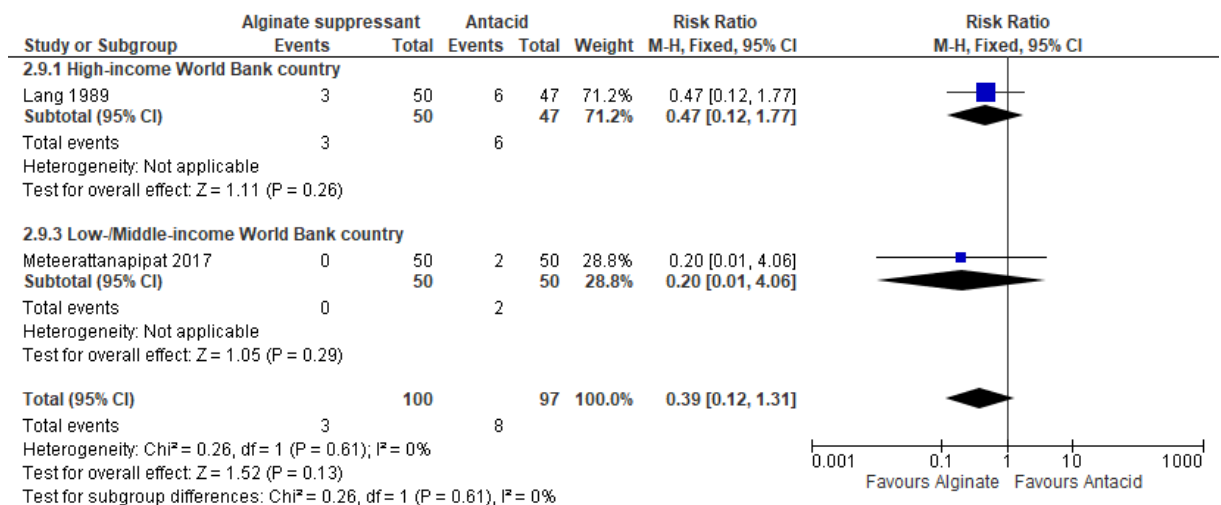 Alginate suppressant Antacid Risk Ratio Risk Ratio
Study or Subgroup Events Total Events Total Weight M-H, Fixed, 95% CI M-H, Fixed, 95% CI
2.9.1 High-income World Bank country
Lang 1989 3 50 6 47 71.2% 0.47 [0.12, 1.77]
Subtotal (95% CI) 50 47 71.2% 0.47 [0.12, 1.77]
Total events 3 6
Heterogeneity: Not applicable
Test for overall effect: Z = 1.11 (P = 0.26)
2.9.3 Low-/Middle-income World Bank country
Meteerattanapipat 2017 0 50 2 50 28.8% 0.20 [0.01, 4.06]
Subtotal (95% CI) 50 50 28.8% 0.20 [0.01, 4.06]
Total events 0 2
Heterogeneity: Not applicable
Test for overall effect: Z = 1.05 (P = 0.29)
Total (95% CI) 100 97 100.0% 0.39 [0.12, 1.31]
Total events 3 8
Heterogeneity: Chi² = 0.26, df = 1 (P = 0.61); I² = 0%
Test for overall effect: Z = 1.52 (P = 0.13)
Test for subgroup differences: Chi² = 0.26, df = 1 (P = 0.61), I² = 0%
0.001 0.1 1 10 1000
Favours Alginate Favours Antacid